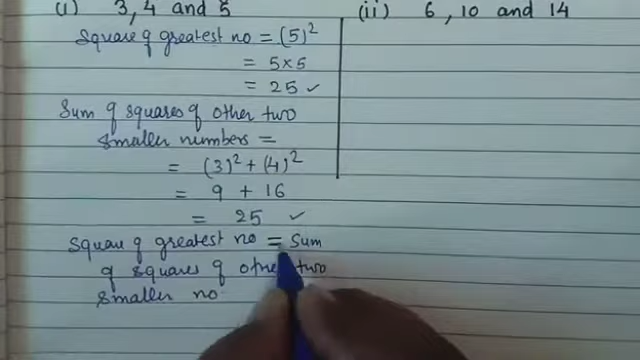 (i) 3, 4 and 5
Square of greatest no = (5)²
= 5×5
= 25 ✓
Sum of squares of other two
smaller numbers =
= (3)² + (4)²
= 9 + 16
= 25 ✓
Square of greatest no = Sum
of squares of other two
smaller no
(ii) 6, 10 and 14